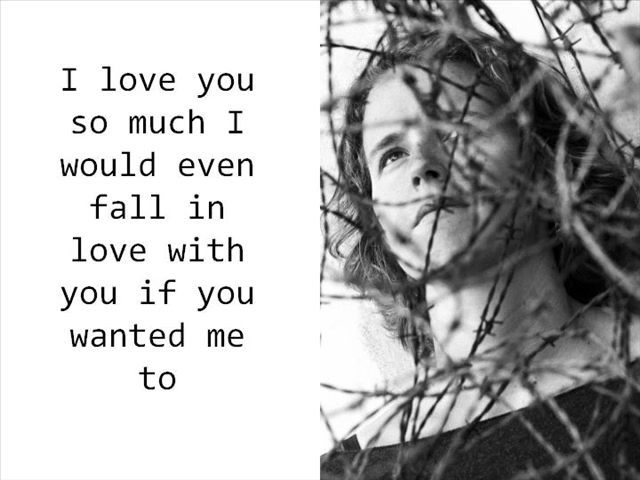 I love you
so much I
would even
fall in
love with
you if you
wanted me
to